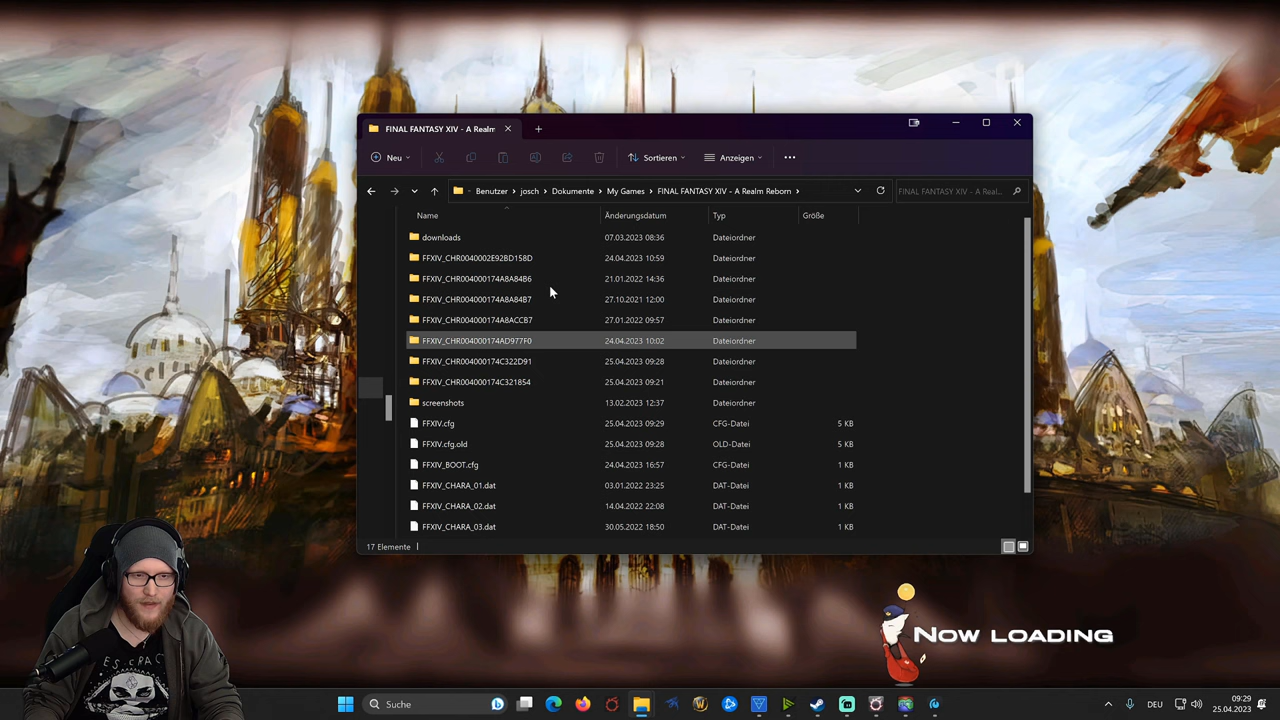 FINAL FANTASY XIV - A Realm
Neu
Sortieren
Anzeigen
Benutzer > josch > Dokumente > My Games > FINAL FANTASY XIV - A Realm Reborn >
FINAL FANTASY XIV - A Real...
Name Änderungsdatum Typ Größe
downloads 07.03.2023 08:36 Dateiordner
FFXIV_CHR0040002E92BD158D 24.04.2023 10:59 Dateiordner
FFXIV_CHR004000174A8A84B6 21.01.2022 14:36 Dateiordner
FFXIV_CHR004000174A8A84B7 27.10.2021 12:00 Dateiordner
FFXIV_CHR004000174A8ACCB7 27.01.2022 09:57 Dateiordner
FFXIV_CHR004000174AD977F0 24.04.2023 10:02 Dateiordner
FFXIV_CHR004000174C322D91 25.04.2023 09:28 Dateiordner
FFXIV_CHR004000174C321854 25.04.2023 09:21 Dateiordner
screenshots 13.02.2023 12:37 Dateiordner
FFXIV.cfg 25.04.2023 09:29 CFG-Datei 5 KB
FFXIV.cfg.old 25.04.2023 09:28 OLD-Datei 5 KB
FFXIV_BOOT.cfg 24.04.2023 16:57 CFG-Datei 1 KB
FFXIV_CHARA_01.dat 03.01.2022 23:25 DAT-Datei 1 KB
FFXIV_CHARA_02.dat 14.04.2022 22:08 DAT-Datei 1 KB
FFXIV_CHARA_03.dat 30.05.2022 18:50 DAT-Datei 1 KB
17 Elemente
NOW LOADING
Suche
DEU
09:29
25.04.2023